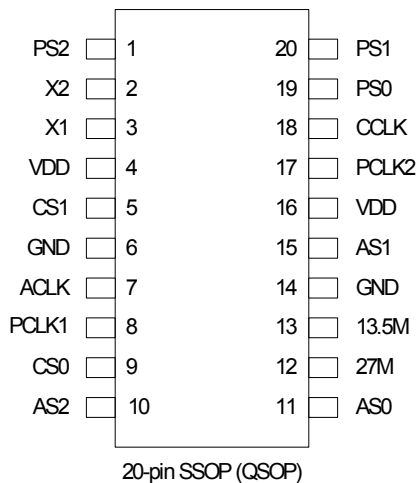 PS2 1 20 PS1
X2 2 19 PS0
X1 3 18 CCLK
VDD 4 17 PCLK2
CS1 5 16 VDD
GND 6 15 AS1
ACLK 7 14 GND
PCLK1 8 13 13.5M
CS0 9 12 27M
AS2 10 11 AS0
20-pin SSOP (QSOP)